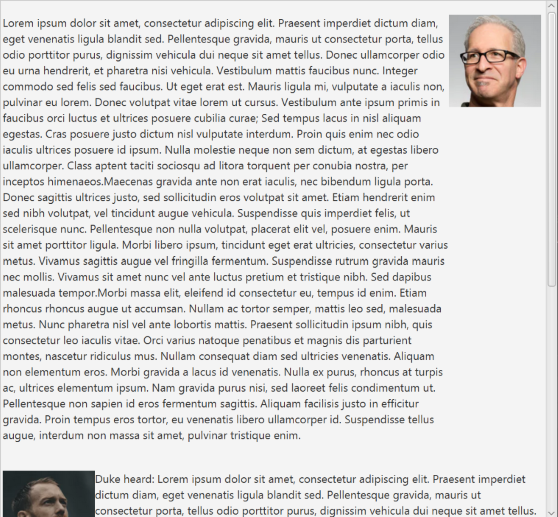 Lorem ipsum dolor sit amet, consectetur adipiscing elit. Praesent imperdiet dictum diam,
eget venenatis ligula blandit sed. Pellentesque gravida, mauris ut consectetur porta, tellus
odio porttitor purus, dignissim vehicula dui neque sit amet tellus. Donec ullamcorper odio
eu urna hendrerit, et pharetra nisi vehicula. Vestibulum mattis faucibus nunc. Integer
commodo sed felis sed faucibus. Ut eget erat est. Mauris ligula mi, vulputate a iaculis non,
pulvinar eu lorem. Donec volutpat vitae lorem ut cursus. Vestibulum ante ipsum primis in
faucibus orci luctus et ultrices posuere cubilia curae; Sed tempus lacus in nisl aliquam
egestas. Cras posuere justo dictum nisl vulputate interdum. Proin quis enim nec odio
iaculis ultrices posuere id ipsum. Nulla molestie neque non sem dictum, at egestas libero
ullamcorper. Class aptent taciti sociosqu ad litora torquent per conubia nostra, per
inceptos himenaeos.Maecenas gravida ante non erat iaculis, nec bibendum ligula porta.
Donec sagittis ultrices justo, sed sollicitudin eros volutpat sit amet. Etiam hendrerit enim
sed nibh volutpat, vel tincidunt augue vehicula. Suspendisse quis imperdiet felis, ut
scelerisque nunc. Pellentesque non nulla volutpat, placerat elit vel, posuere enim. Mauris
sit amet porttitor ligula. Morbi libero ipsum, tincidunt eget erat ultricies, consectetur varius
metus. Vivamus sagittis augue vel fringilla fermentum. Suspendisse rutrum gravida mauris
nec mollis. Vivamus sit amet nunc vel ante luctus pretium et tristique nibh. Sed dapibus
malesuada tempor.Morbi massa elit, eleifend id consectetur eu, tempus id enim. Etiam
rhoncus rhoncus augue ut accumsan. Nullam ac tortor semper, mattis leo sed, malesuada
metus. Nunc pharetra nisl vel ante lobortis mattis. Praesent sollicitudin ipsum nibh, quis
consectetur leo iaculis vitae. Orci varius natoque penatibus et magnis dis parturient
montes, nascetur ridiculus mus. Nullam consequat diam sed ultricies venenatis. Aliquam
non elementum eros. Morbi gravida a lacus id venenatis. Nulla ex purus, rhoncus at turpis
ac, ultrices elementum ipsum. Nam gravida purus nisi, sed laoreet felis condimentum ut.
Pellentesque non sapien id eros fermentum sagittis. Aliquam facilisis justo in efficitur
gravida. Proin tempus eros tortor, eu venenatis libero ullamcorper id. Suspendisse tellus
augue, interdum non massa sit amet, pulvinar tristique enim.
Duke heard: Lorem ipsum dolor sit amet, consectetur adipiscing elit. Praesent imperdiet
dictum diam, eget venenatis ligula blandit sed. Pellentesque gravida, mauris ut
consectetur porta, tellus odio porttitor purus, dignissim vehicula dui neque sit amet tellus.